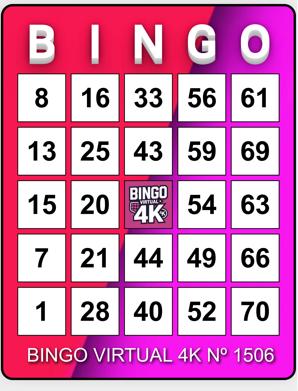 B I N G O
8 16 33 56 61
13 25 43 59 69
15 20 BINGO VIRTUAL 4K 54 63
7 21 44 49 66
1 28 40 52 70
BINGO VIRTUAL 4K Nº 1506